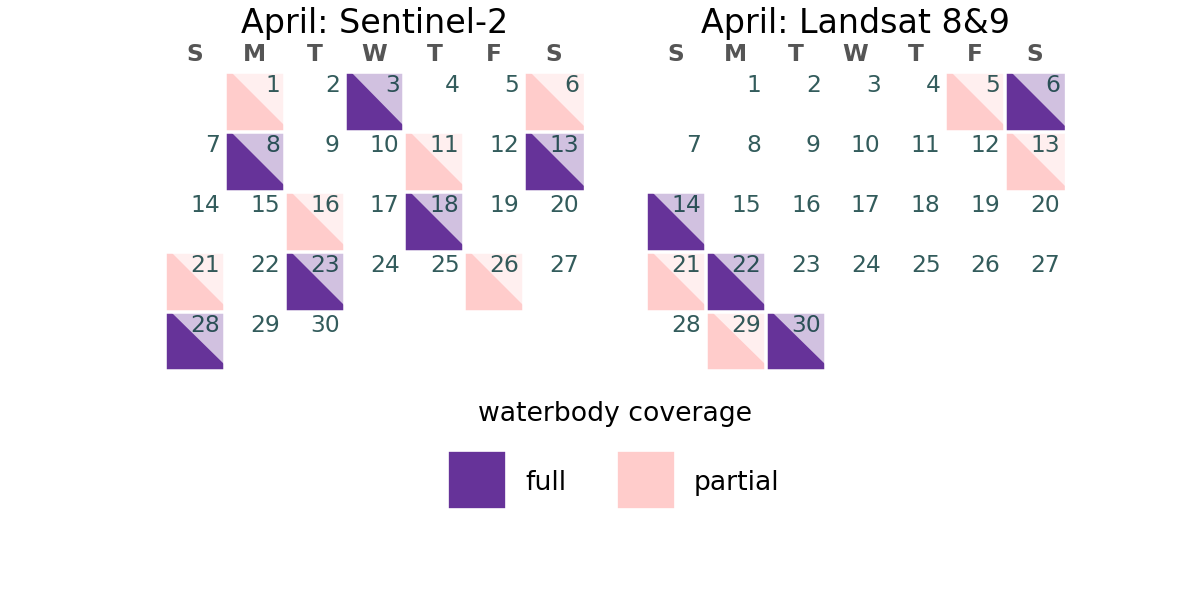 April: Sentinel-2
S M T W T F S
1 2 3 4 5 6
7 8 9 10 11 12 13
14 15 16 17 18 19 20
21 22 23 24 25 26 27
28 29 30
April: Landsat 8&9
S M T W T F S
1 2 3 4 5 6
7 8 9 10 11 12 13
14 15 16 17 18 19 20
21 22 23 24 25 26 27
28 29 30
waterbody coverage
full partial